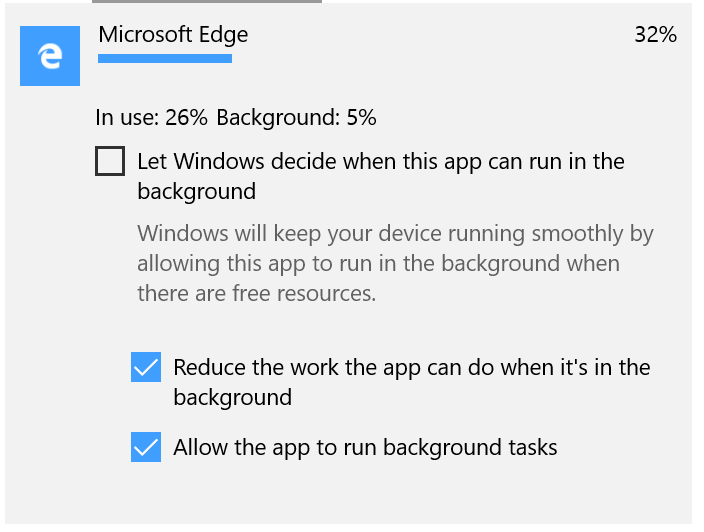 Microsoft Edge 32%
In use: 26% Background: 5%
Let Windows decide when this app can run in the
background
Windows will keep your device running smoothly by
allowing this app to run in the background when
there are free resources.
Reduce the work the app can do when it's in the
background
Allow the app to run background tasks